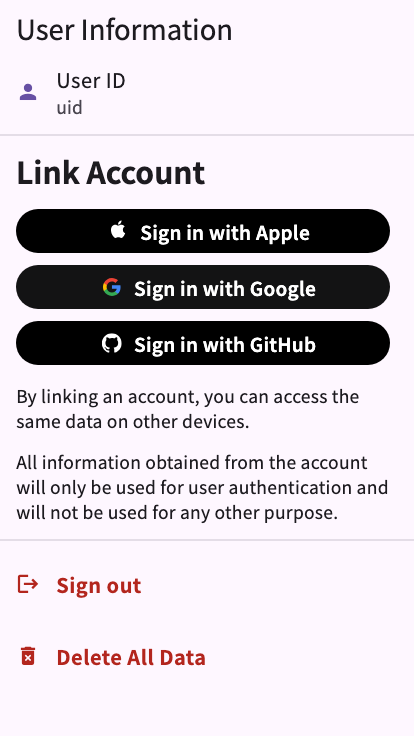 User Information
User ID
uid
Link Account
Sign in with Apple
Sign in with Google
Sign in with GitHub
By linking an account, you can access the
same data on other devices.
All information obtained from the account
will only be used for user authentication and
will not be used for any other purpose.
Sign out
Delete All Data